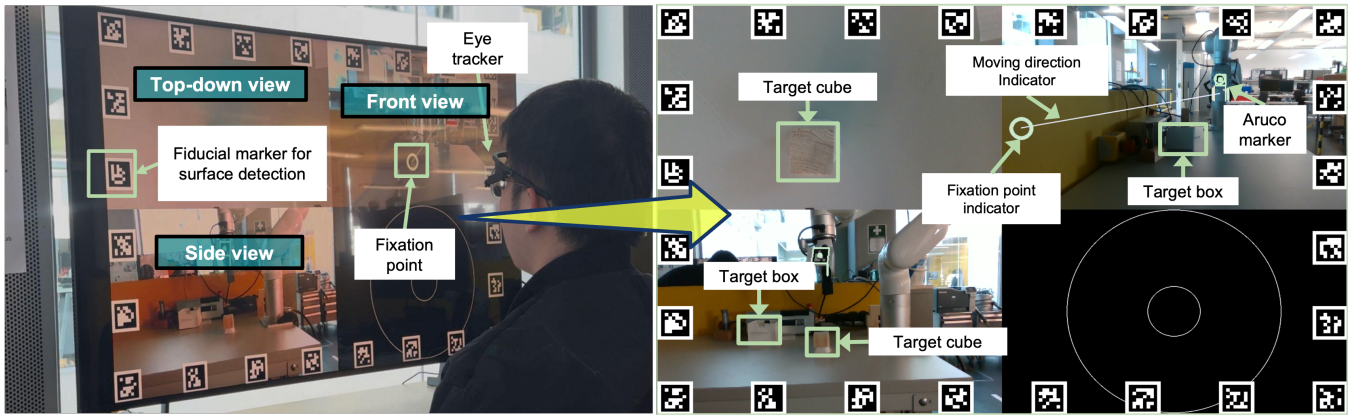 Eye
tracker
Top-down view
Front view
Fiducial marker for
surface detection
Side view
Fixation
point
Moving direction
Indicator
Target cube
Aruco
marker
Target box
Fixation point
indicator
Target box
Target cube